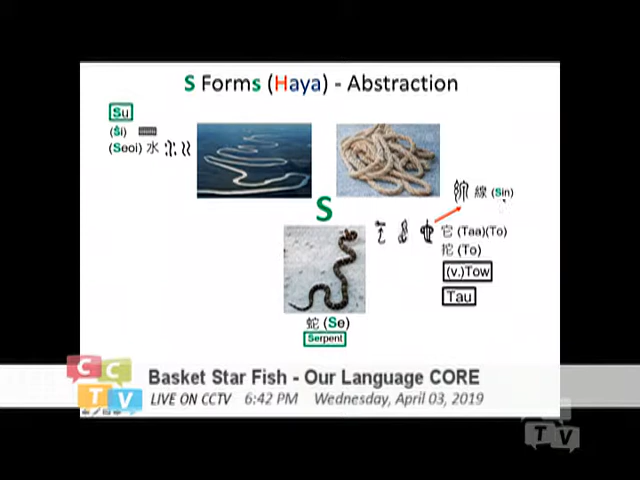 S Forms (Haya) - Abstraction
Su
(Ŝi)
(Seoi) 水
S
線 (Sin)
它 (Taa)(To)
拕 (To)
(v.)Tow
Tau
蛇 (Se)
Serpent
CCTV
Basket Star Fish - Our Language CORE
LIVE ON CCTV 6:42 PM Wednesday, April 03, 2019
TV